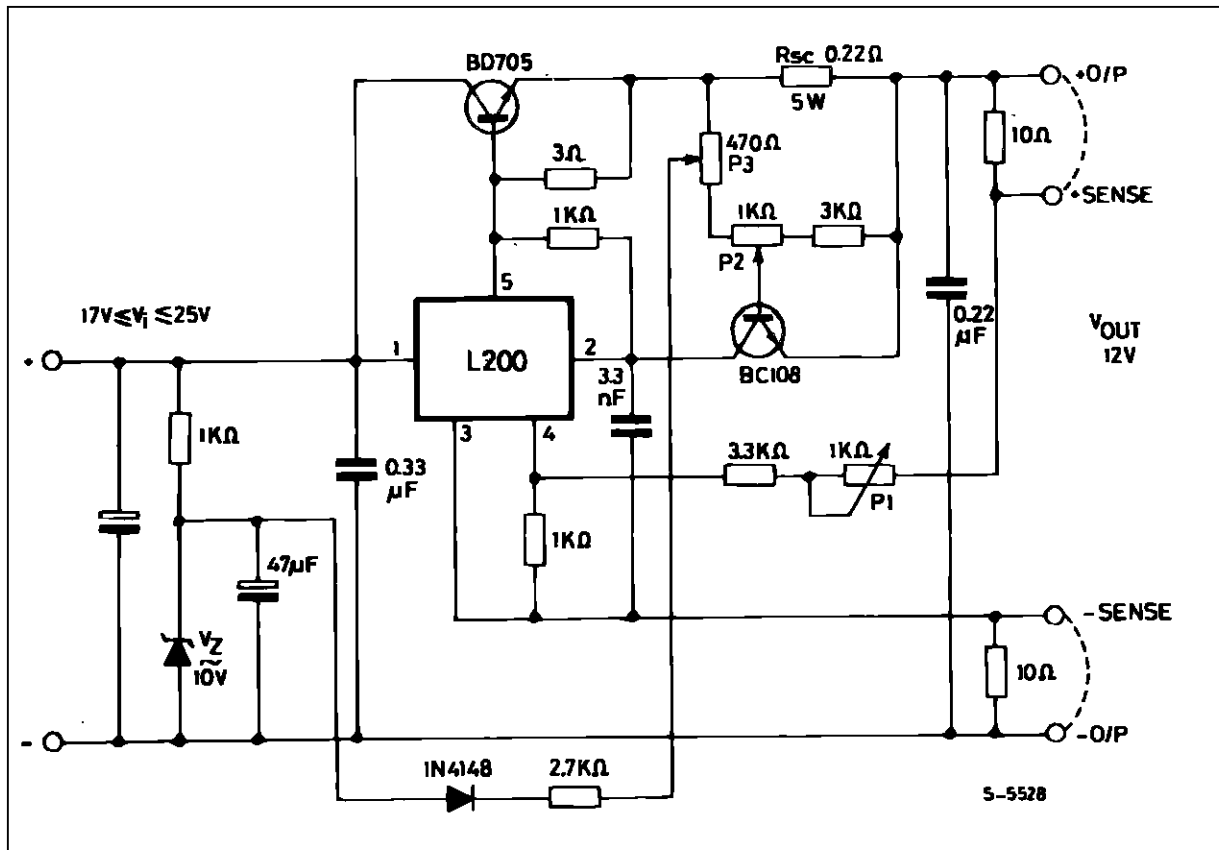 BD705
Rsc 0.22Ω
5W
+O/P
10Ω
470Ω
P3
3Ω
+SENSE
1KΩ
1KΩ
3KΩ
P2
5
17V ≤ Vi ≤ 25V
0.22
µF
VOUT
12V
+
1
L200
2
BC108
3.3
nF
3
4
1KΩ
0.33
µF
3.3KΩ
1KΩ
P1
1KΩ
47µF
-SENSE
VZ
10V
10Ω
-
-O/P
1N4148
2.7KΩ
S-5528